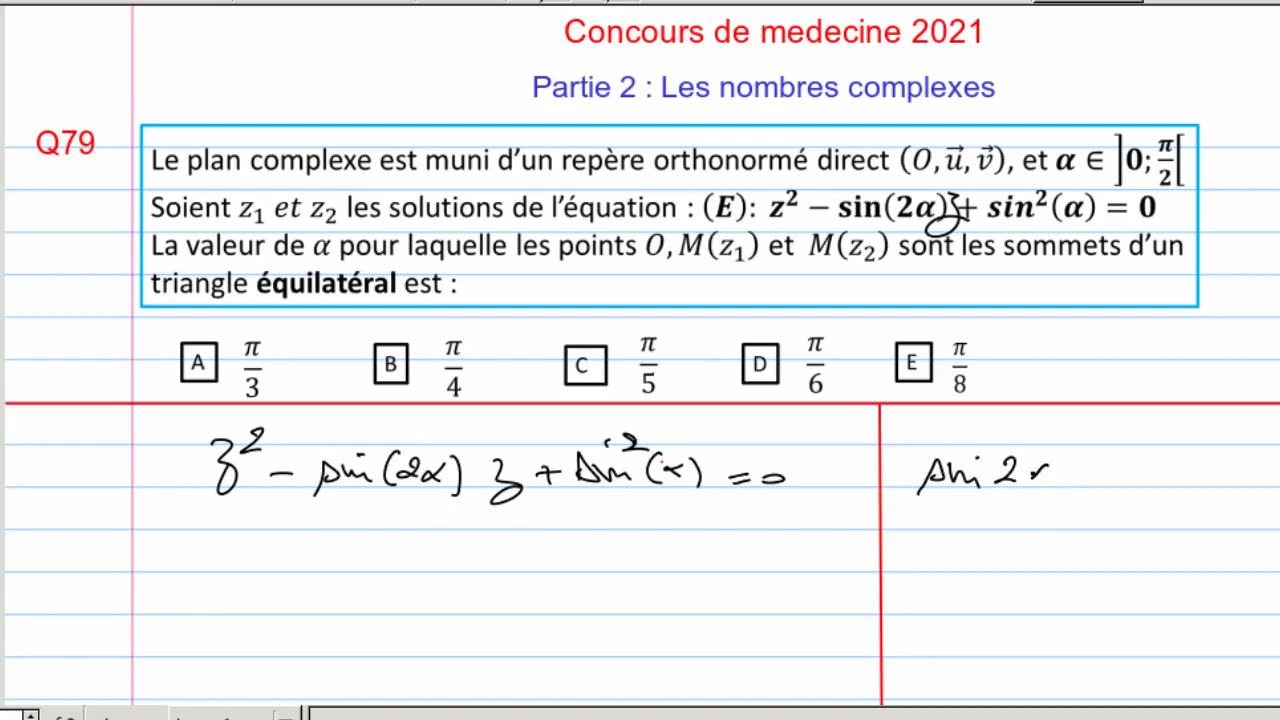 Concours de medecine 2021
Partie 2 : Les nombres complexes
Q79
Le plan complexe est muni d'un repère orthonormé direct (O, u⃗, v⃗), et α ∈ ]0; π/2[
Soient z₁ et z₂ les solutions de l'équation : (E): z² − sin(2α)z + sin²(α) = 0
La valeur de α pour laquelle les points O, M(z₁) et M(z₂) sont les sommets d'un
triangle équilatéral est :
A π/3 B π/4 C π/5 D π/6 E π/8
z² − sin(2α) z + sin²(α) = 0 sin 2